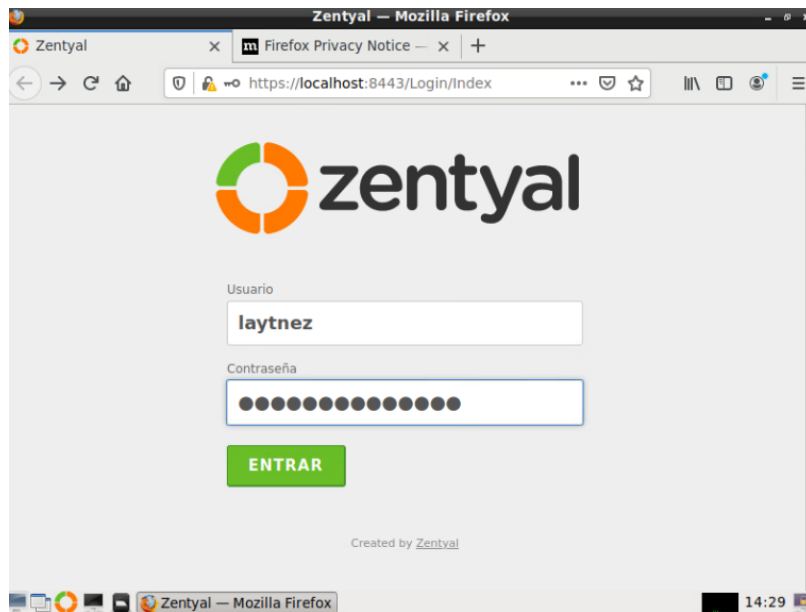 Zentyal — Mozilla Firefox
Zentyal
Firefox Privacy Notice —
https://localhost:8443/Login/Index
zentyal
Usuario
laytnez
Contraseña
●●●●●●●●●●●●●●
ENTRAR
Created by Zentyal
Zentyal — Mozilla Firefox
14:29